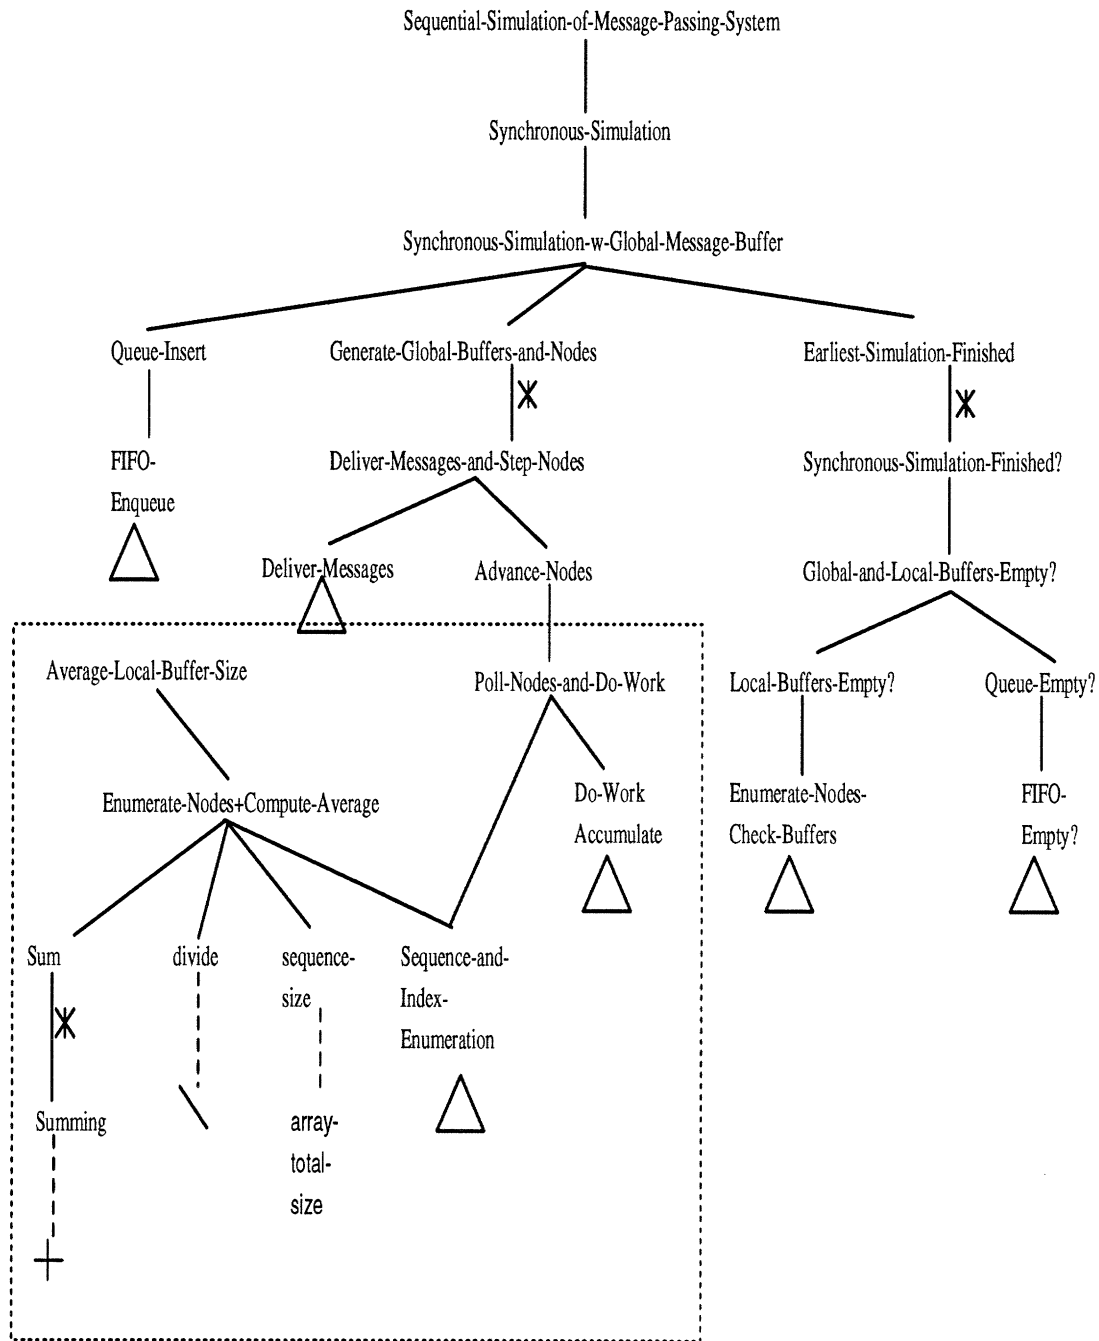 Sequential-Simulation-of-Message-Passing-System
Synchronous-Simulation
Synchronous-Simulation-w-Global-Message-Buffer
Queue-Insert
Generate-Global-Buffers-and-Nodes
Earliest-Simulation-Finished
FIFO-
Enqueue
Deliver-Messages-and-Step-Nodes
Synchronous-Simulation-Finished?
Deliver-Messages
Advance-Nodes
Global-and-Local-Buffers-Empty?
Average-Local-Buffer-Size
Poll-Nodes-and-Do-Work
Local-Buffers-Empty?
Queue-Empty?
Enumerate-Nodes+Compute-Average
Do-Work
Accumulate
Enumerate-Nodes-
Check-Buffers
FIFO-
Empty?
Sum
divide
sequence-
size
Sequence-and-
Index-
Enumeration
Summing
\
array-
total-
size
+